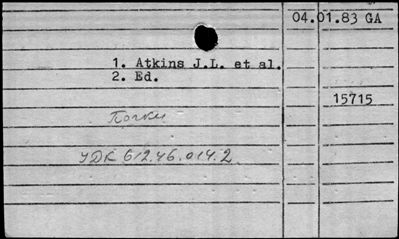 04.01.83 GA
1. Atkins J.L. et al.
2. Ed.
15715
Почки
УДК 612.46.014.2